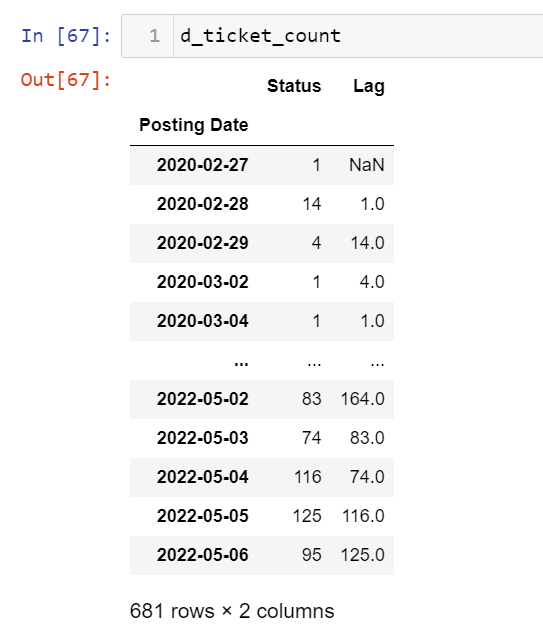 In [67]: 1 d_ticket_count
Out[67]:
Status Lag
Posting Date
2020-02-27 1 NaN
2020-02-28 14 1.0
2020-02-29 4 14.0
2020-03-02 1 4.0
2020-03-04 1 1.0
... ... ...
2022-05-02 83 164.0
2022-05-03 74 83.0
2022-05-04 116 74.0
2022-05-05 125 116.0
2022-05-06 95 125.0
681 rows × 2 columns